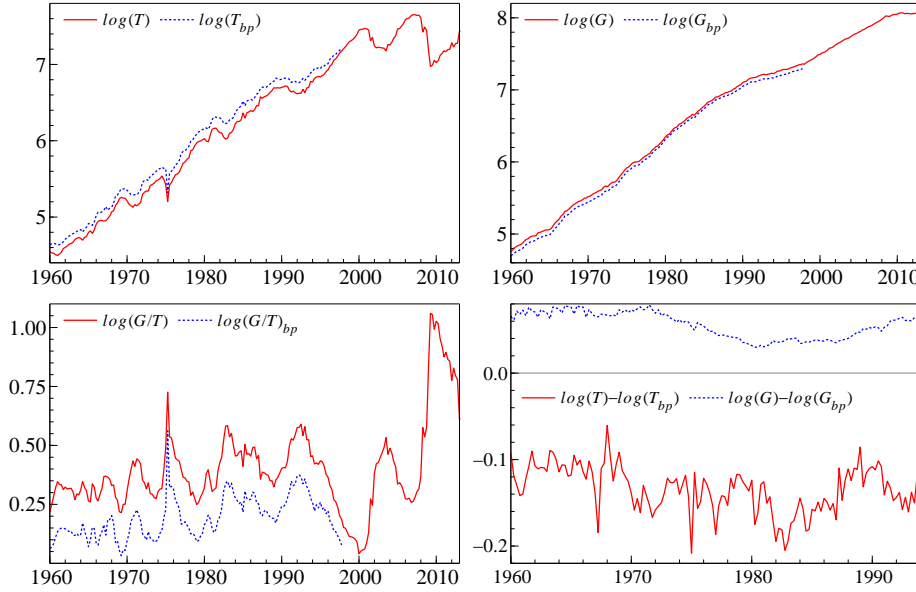 log(T) log(T_bp)
7
6
5
1960 1970 1980 1990 2000 2010
log(G) log(G_bp)
8
7
6
5
1960 1970 1980 1990 2000 2010
log(G/T) log(G/T)_bp
1.00
0.75
0.50
0.25
1960 1970 1980 1990 2000 2010
0.0
log(T)−log(T_bp) log(G)−log(G_bp)
−0.1
−0.2
1960 1970 1980 1990